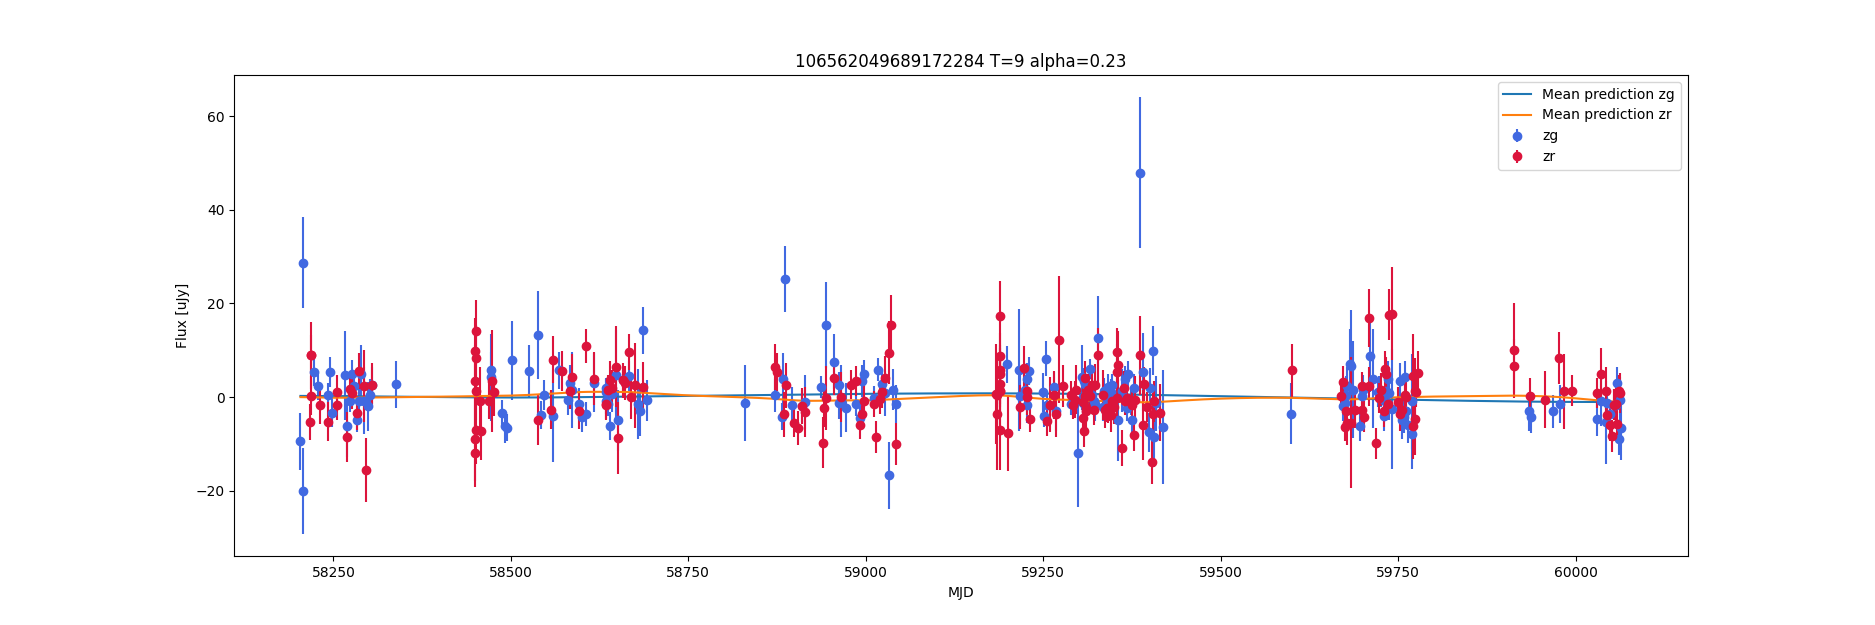 106562049689172284 T=9 alpha=0.23
Mean prediction zg
Mean prediction zr
zg
zr
60
40
20
0
−20
Flux [uJy]
58250 58500 58750 59000 59250 59500 59750 60000
MJD